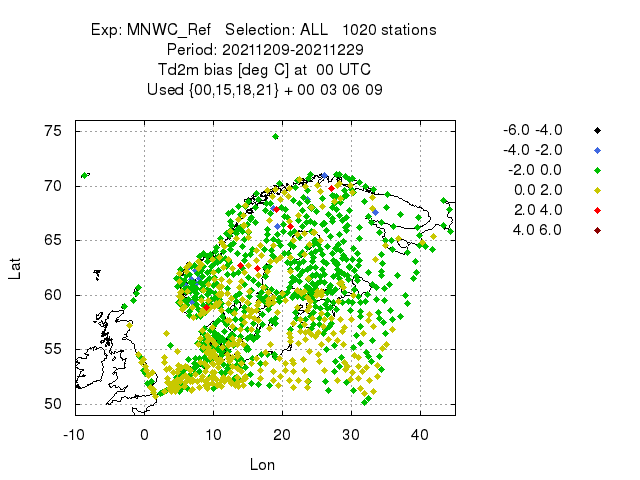 Exp: MNWC_Ref   Selection: ALL   1020 stations
Period: 20211209-20211229
Td2m bias [deg C] at  00 UTC
Used {00,15,18,21} + 00 03 06 09
-6.0 -4.0
-4.0 -2.0
-2.0 0.0
0.0 2.0
2.0 4.0
4.0 6.0
75
70
65
60
55
50
Lat
-10 0 10 20 30 40
Lon